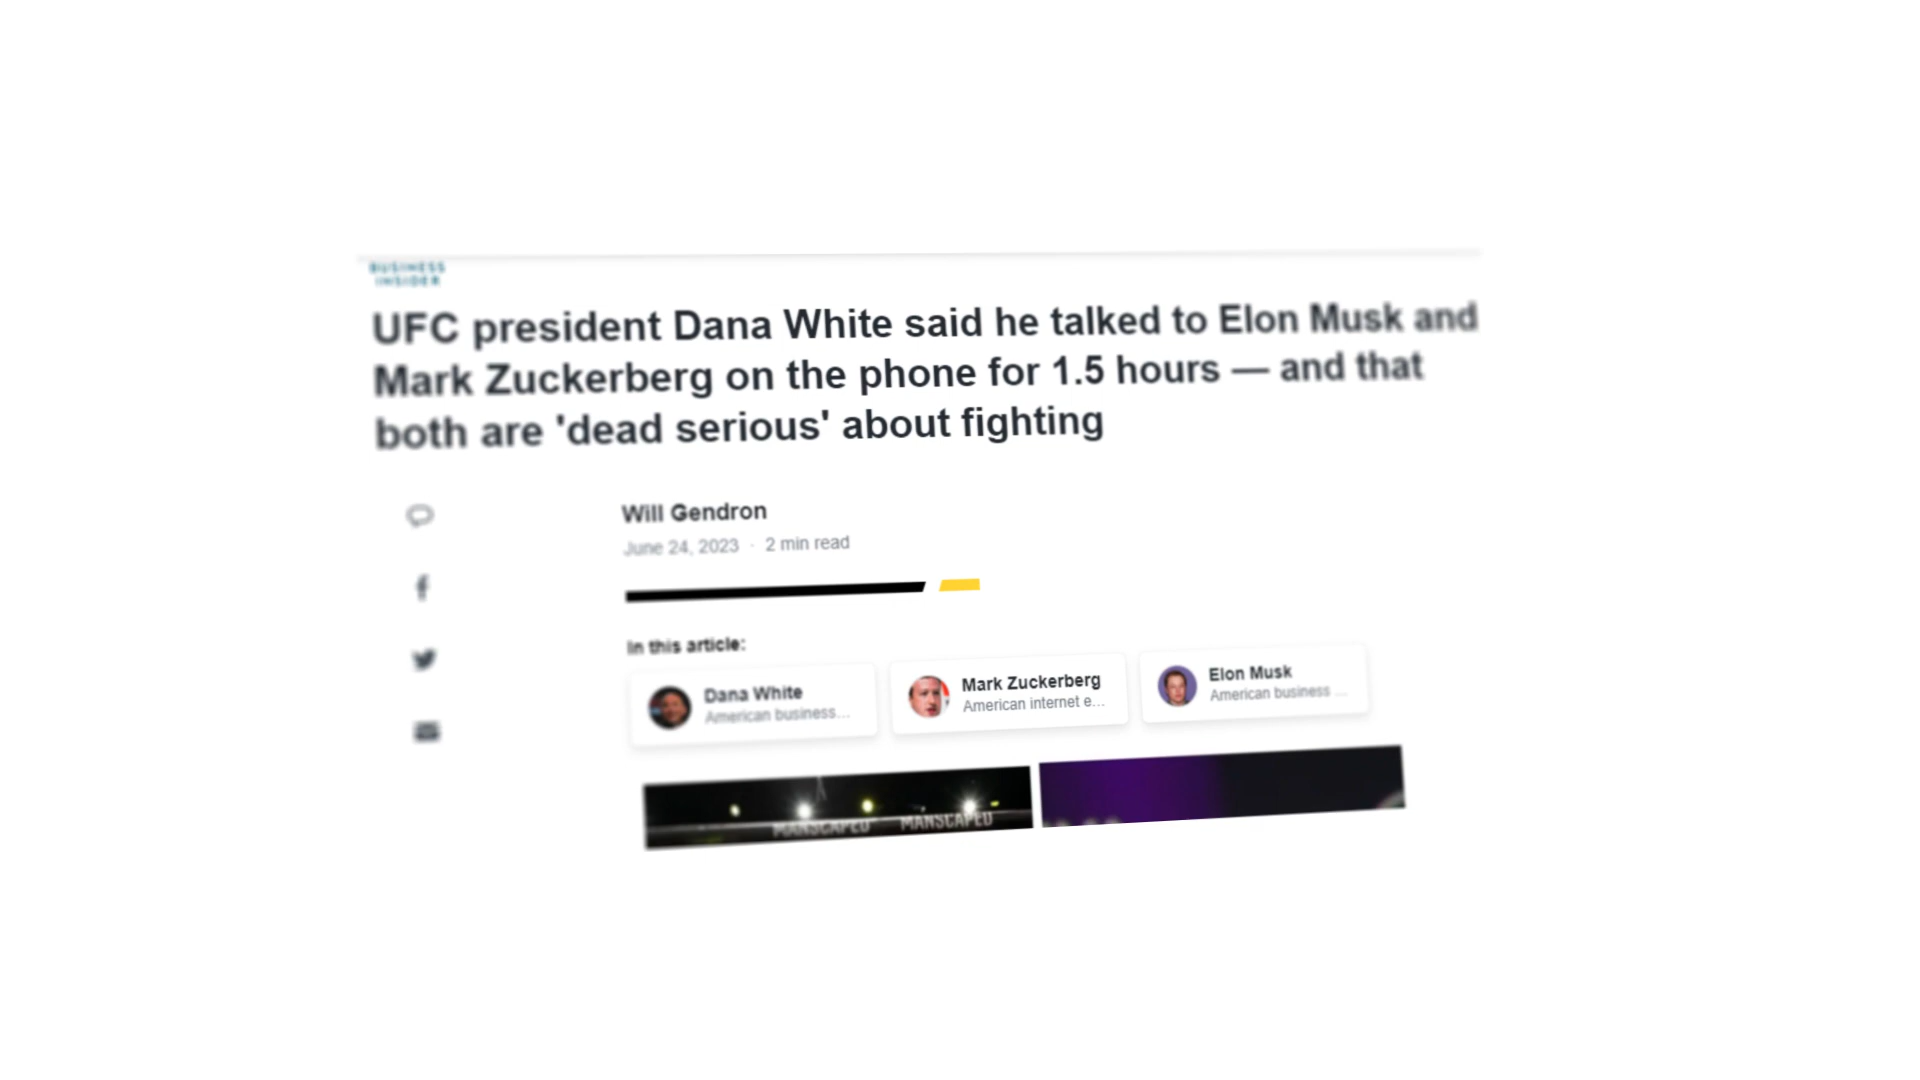 BUSINESS
INSIDER
UFC president Dana White said he talked to Elon Musk and
Mark Zuckerberg on the phone for 1.5 hours — and that
both are 'dead serious' about fighting
Will Gendron
June 24, 2023 · 2 min read
In this article:
Dana White
American business...
Mark Zuckerberg
American internet e...
Elon Musk
American business ...
MANSCAPED MANSCAPED